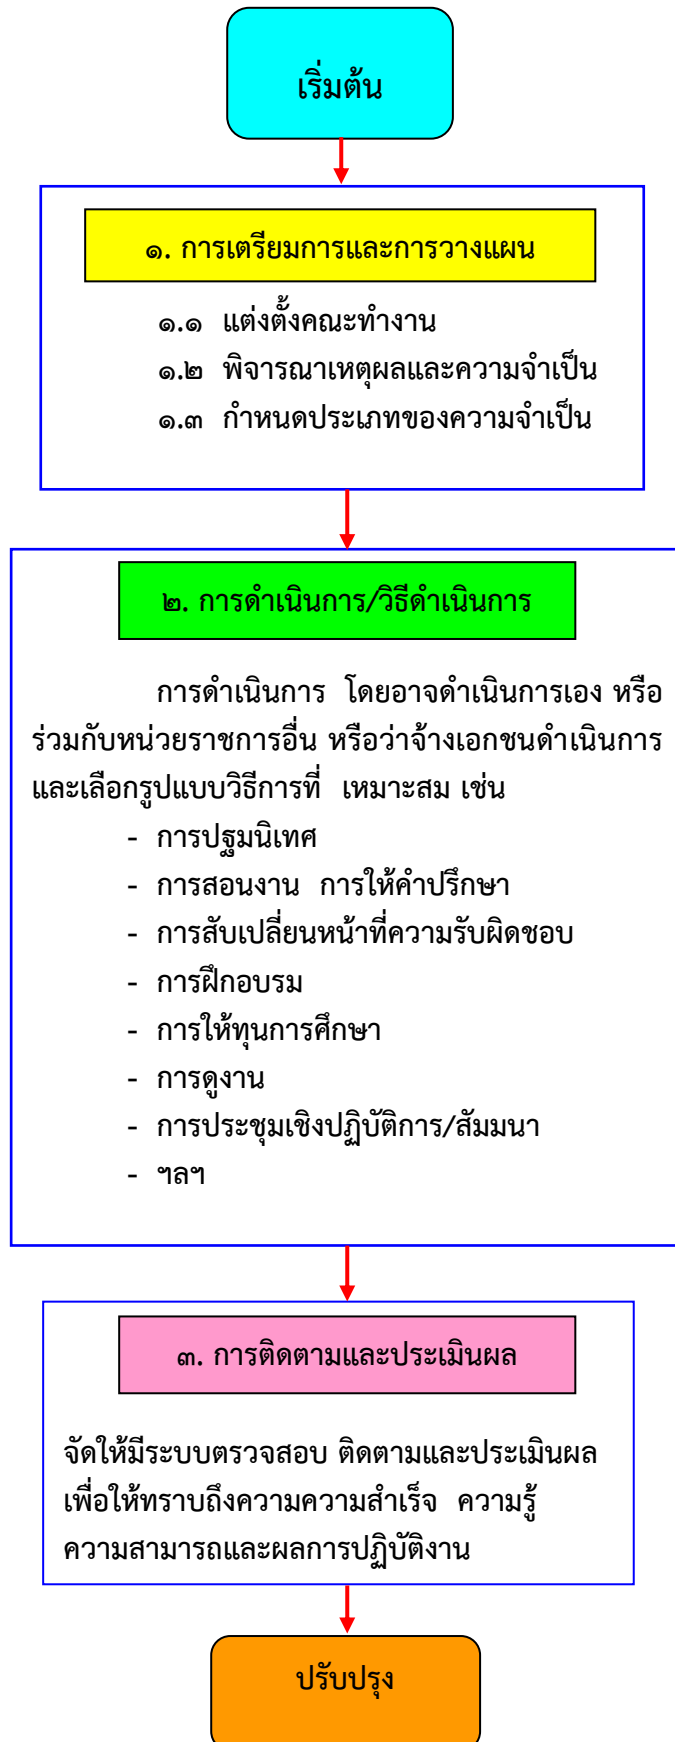 เริ่มต้น
๑. การเตรียมการและการวางแผน
๑.๑ แต่งตั้งคณะทำงาน
๑.๒ พิจารณาเหตุผลและความจำเป็น
๑.๓ กำหนดประเภทของความจำเป็น
๒. การดำเนินการ/วิธีดำเนินการ
การดำเนินการ โดยอาจดำเนินการเอง หรือ
ร่วมกับหน่วยราชการอื่น หรือว่าจ้างเอกชนดำเนินการ
และเลือกรูปแบบวิธีการที่ เหมาะสม เช่น
- การปฐมนิเทศ
- การสอนงาน การให้คำปรึกษา
- การสับเปลี่ยนหน้าที่ความรับผิดชอบ
- การฝึกอบรม
- การให้ทุนการศึกษา
- การดูงาน
- การประชุมเชิงปฏิบัติการ/สัมมนา
- ฯลฯ
๓. การติดตามและประเมินผล
จัดให้มีระบบตรวจสอบ ติดตามและประเมินผล
เพื่อให้ทราบถึงความความสำเร็จ ความรู้
ความสามารถและผลการปฏิบัติงาน
ปรับปรุง